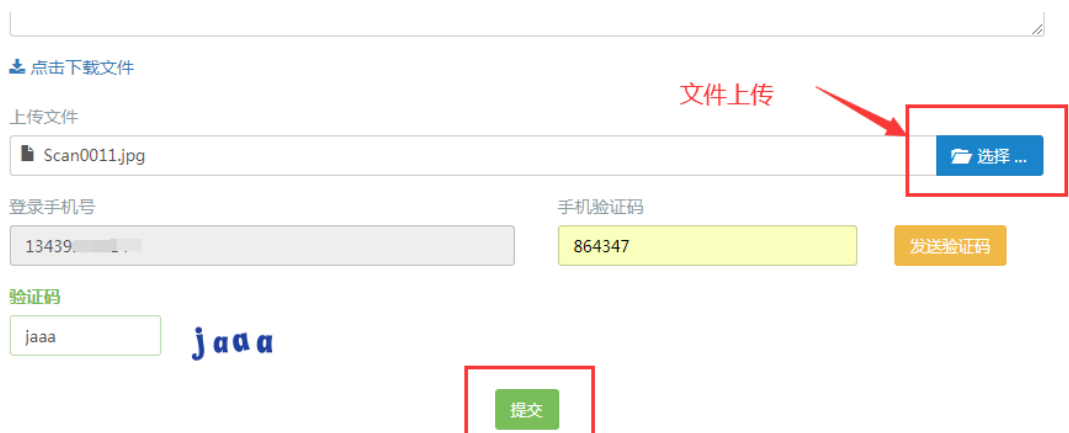 点击下载文件
文件上传
上传文件
Scan0011.jpg
选择 ...
登录手机号
手机验证码
13439
864347
发送验证码
验证码
jaaa
jaaa
提交